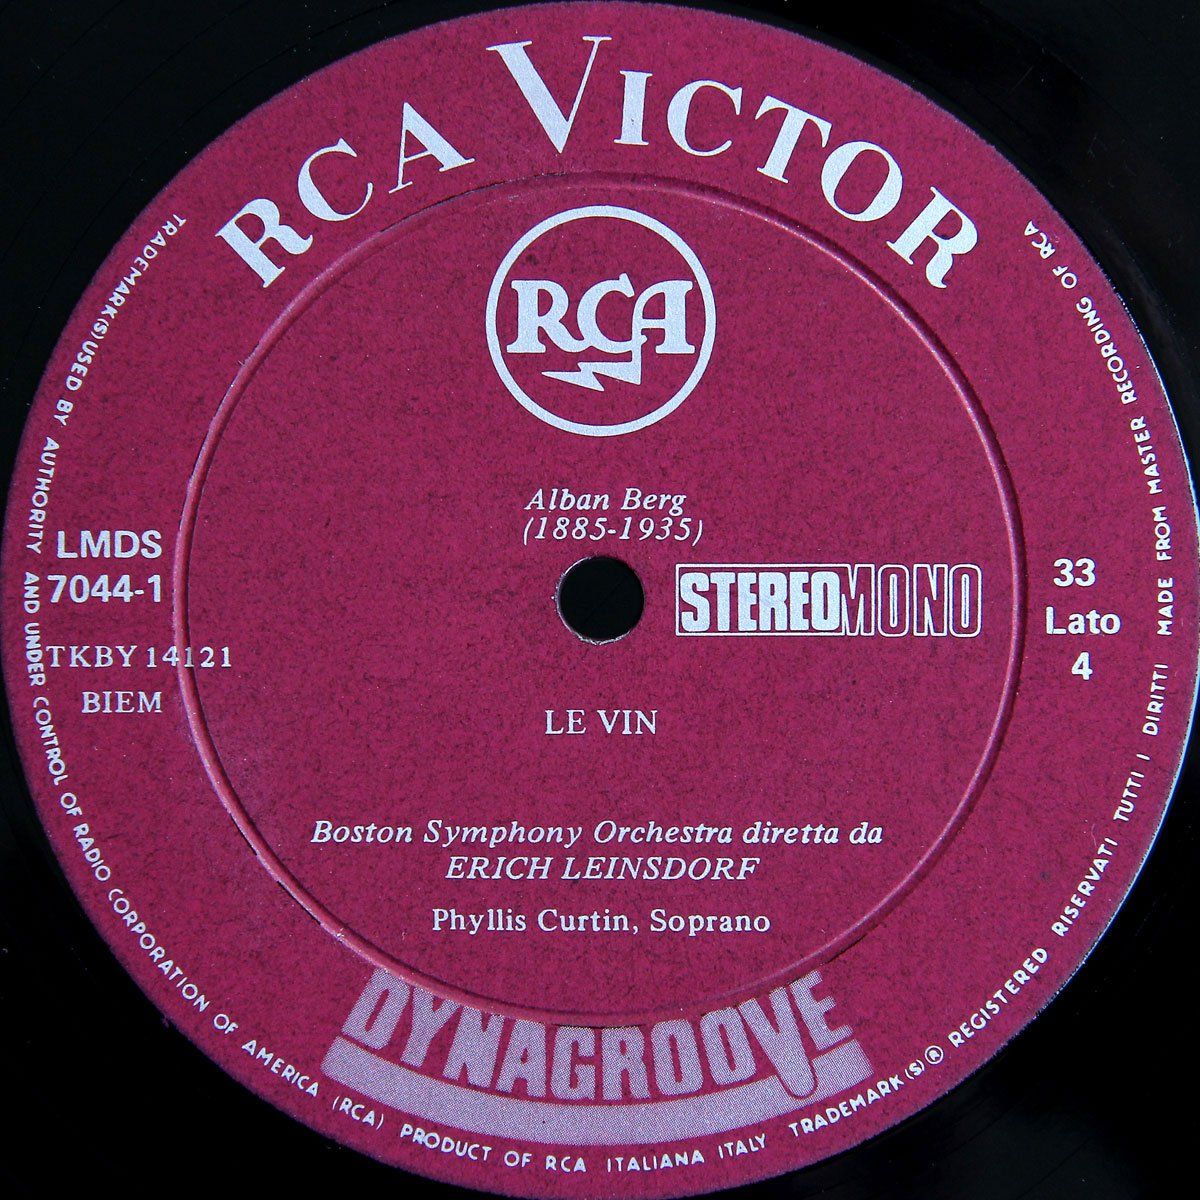 RCA VICTOR
RCA
Alban Berg
(1885-1935)
LMDS
7044-1
TKBY 14121
BIEM
STEREO MONO
33
Lato
4
LE VIN
Boston Symphony Orchestra diretta da
ERICH LEINSDORF
Phyllis Curtin, Soprano
DYNAGROOVE
TRADEMARK(S) USED BY AUTHORITY AND UNDER CONTROL OF RADIO CORPORATION OF AMERICA (RCA) PRODUCT OF RCA ITALIANA ITALY TRADEMARK(S)® REGISTERED RISERVATI TUTTI I DIRITTI MADE FROM MASTER RECORDING OF RCA